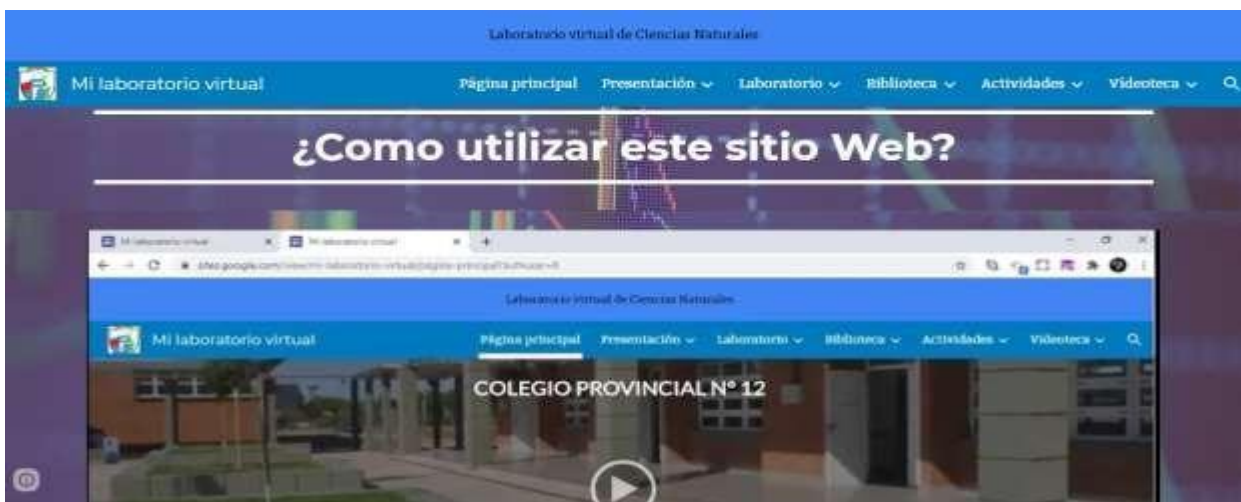 Laboratorio virtual de Ciencias Naturales
Mi laboratorio virtual Página principal Presentación Laboratorio Biblioteca Actividades Videoteca
¿Como utilizar este sitio Web?
Mi laboratorio virtual Mi laboratorio virtual
Laboratorio virtual de Ciencias Naturales
Mi laboratorio virtual Página principal Presentación Laboratorio Biblioteca Actividades Videoteca
COLEGIO PROVINCIAL N° 12